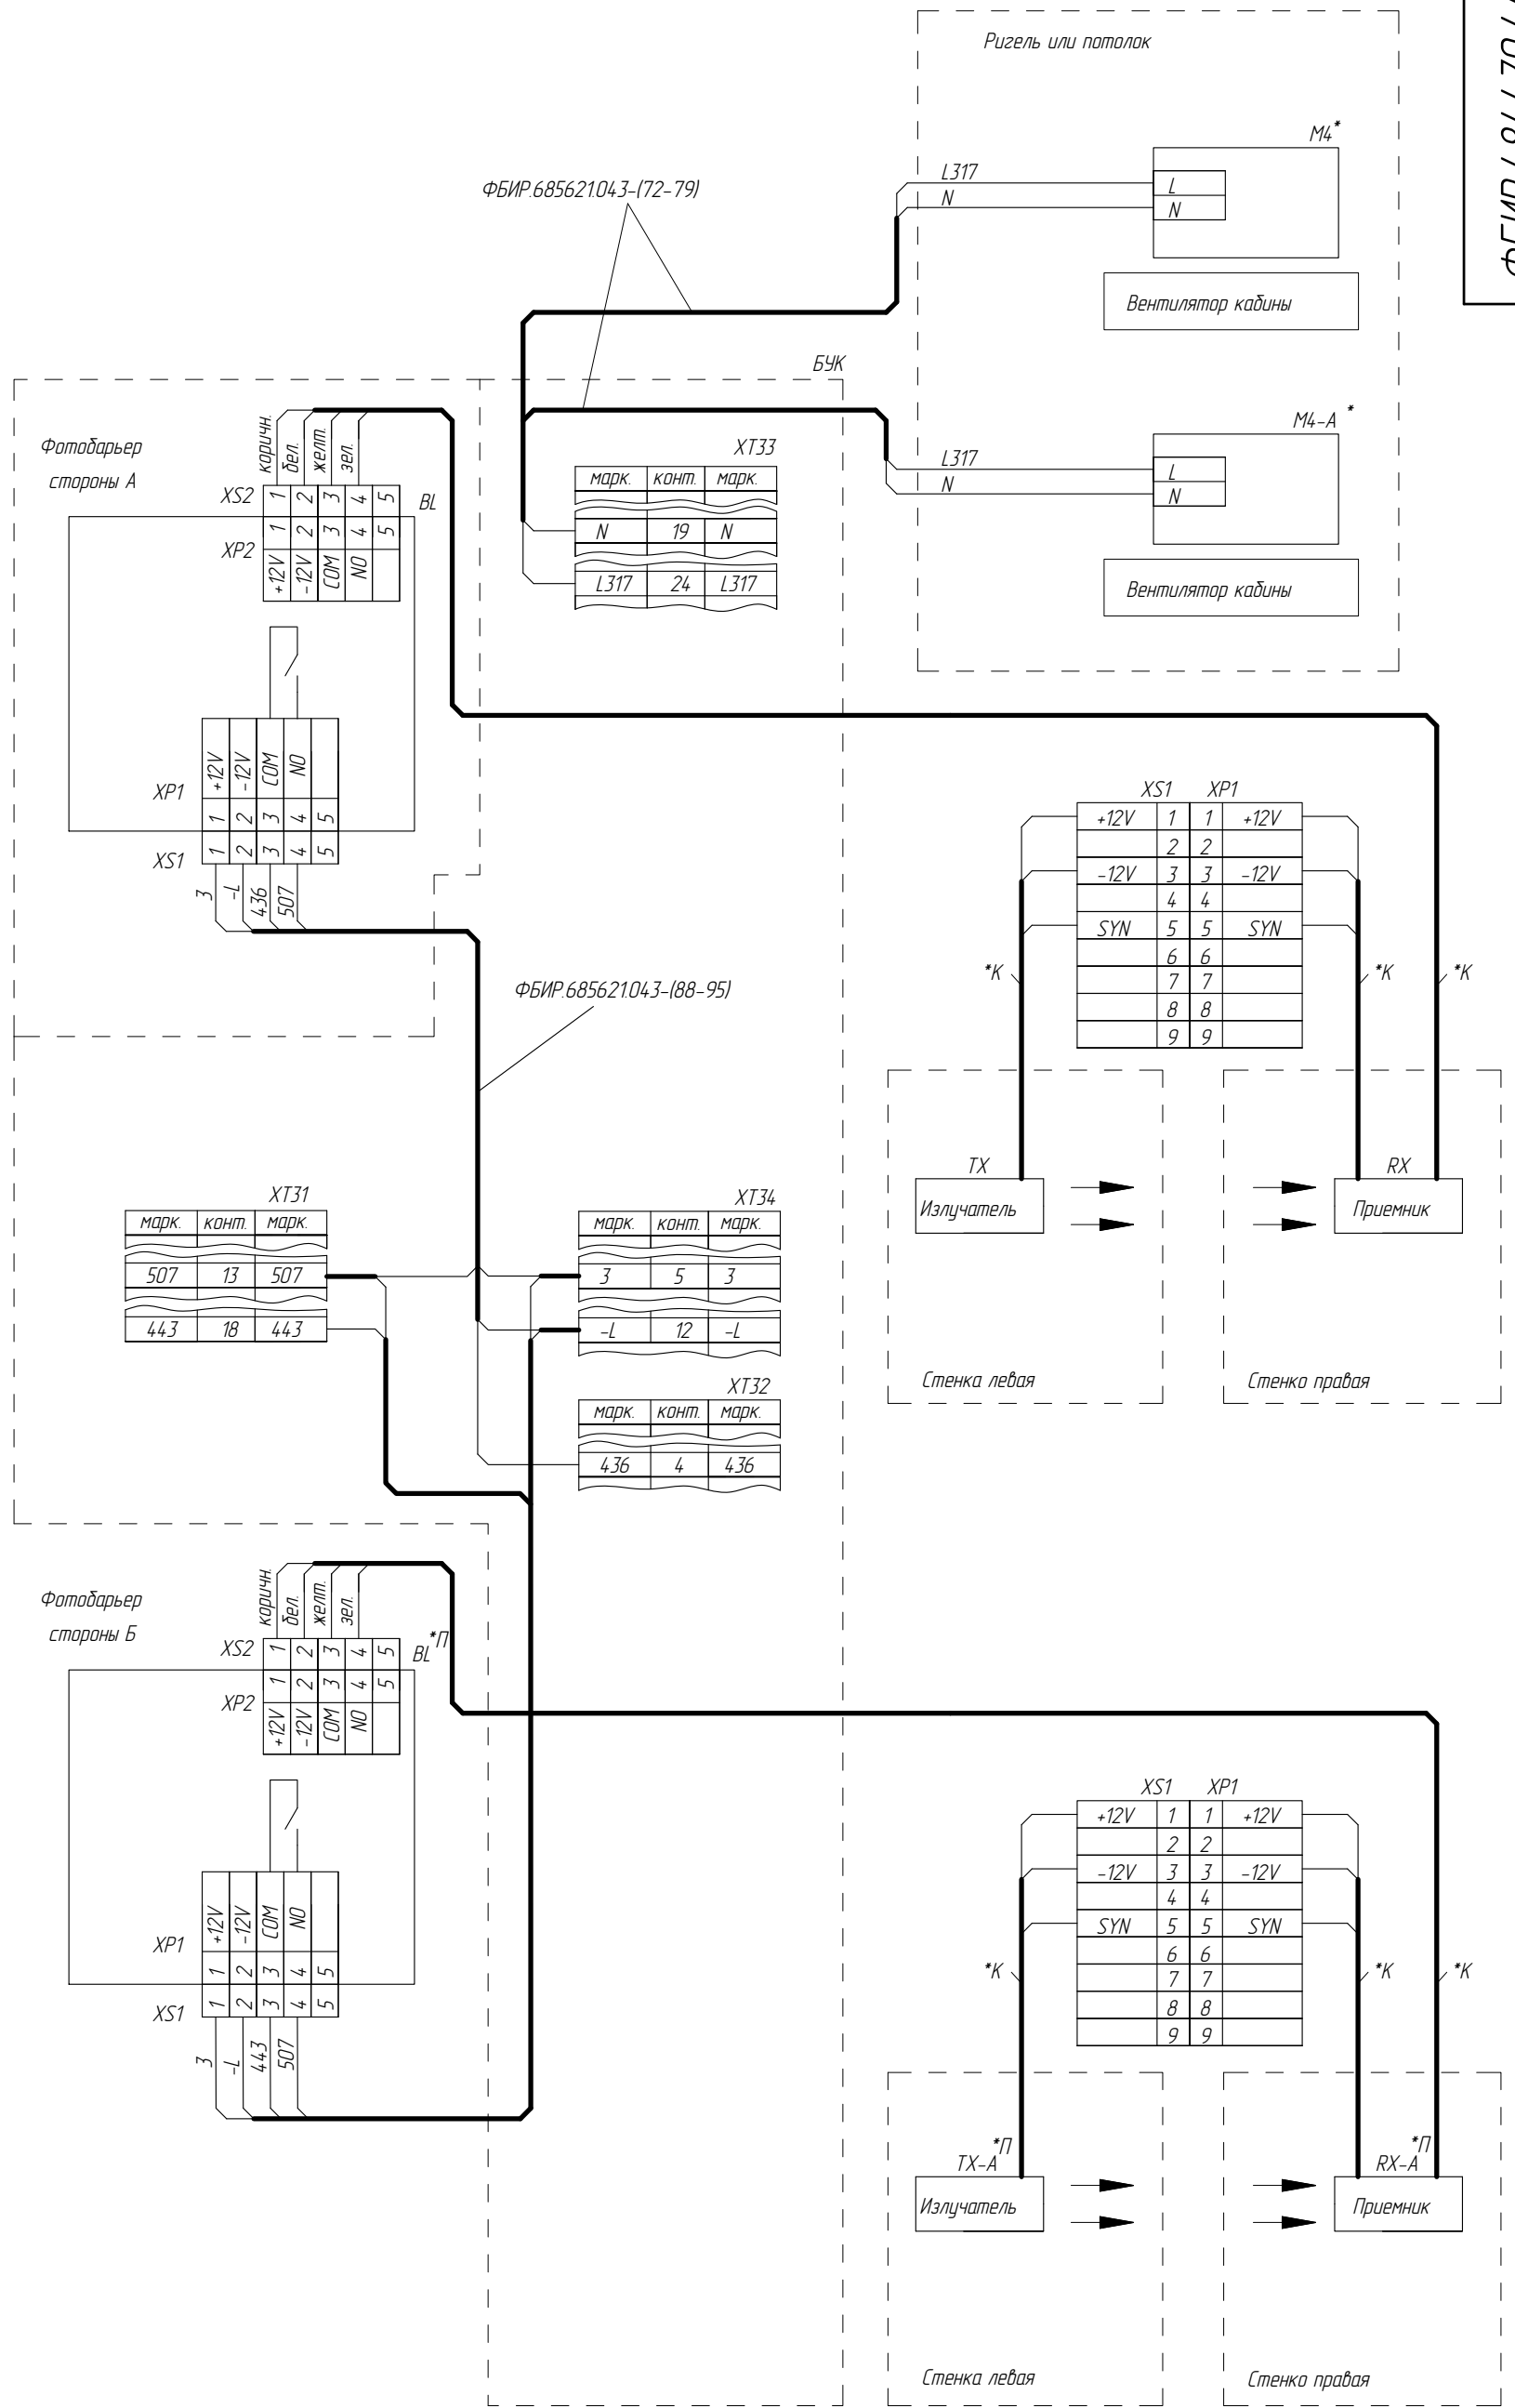 Ригель или потолок
М4*
ФБИР.685621.043-(72-79)
L317
N
L
N
Вентилятор кабины
БУК
М4-А *
L317
N
L
N
Вентилятор кабины
Фотобарьер
стороны А
коричн.
бел.
желт.
зел.
XS2
1 2 3 4 5
BL
XP2
1 2 3 4 5
+12V -12V COM NO
XT33
марк. конт. марк.
N 19 N
L317 24 L317
XP1
+12V -12V COM NO
1 2 3 4 5
XS1
1 2 3 4 5
3 -L 436 507
ФБИР.685621.043-(88-95)
XS1 XP1
+12V 1 1 +12V
2 2
-12V 3 3 -12V
4 4
SYN 5 5 SYN
6 6
7 7
8 8
9 9
*К *К *К
TX
Излучатель
RX
Приемник
Стенка левая
Стенко правая
XT31
марк. конт. марк.
507 13 507
443 18 443
XT34
марк. конт. марк.
3 5 3
-L 12 -L
XT32
марк. конт. марк.
436 4 436
Фотобарьер
стороны Б
коричн.
бел.
желт.
зел.
XS2
1 2 3 4 5
BL*П
XP2
1 2 3 4 5
+12V -12V COM NO
XP1
+12V -12V COM NO
1 2 3 4 5
XS1
1 2 3 4 5
3 -L 443 507
XS1 XP1
+12V 1 1 +12V
2 2
-12V 3 3 -12V
4 4
SYN 5 5 SYN
6 6
7 7
8 8
9 9
*К *К *К
TX-A*П
Излучатель
RX-A*П
Приемник
Стенка левая
Стенко правая